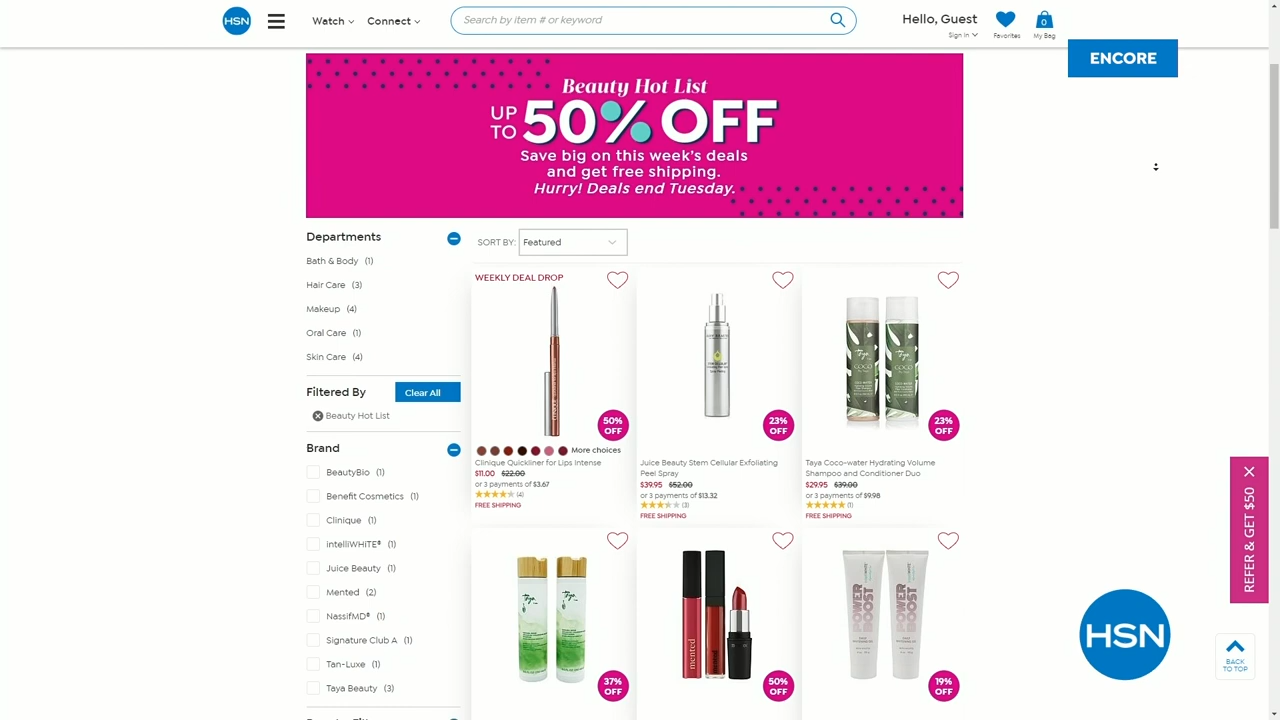 HSN
Watch
Connect
Search by item # or keyword
Hello, Guest
Sign In
Favorites
0
My Bag
ENCORE
Beauty Hot List
UP TO 50% OFF
Save big on this week's deals
and get free shipping.
Hurry! Deals end Tuesday.
Departments
Bath & Body (1)
Hair Care (3)
Makeup (4)
Oral Care (1)
Skin Care (4)
Filtered By
Clear All
Beauty Hot List
Brand
BeautyBio (1)
Benefit Cosmetics (1)
Clinique (1)
intelliWHiTE® (1)
Juice Beauty (1)
Mented (2)
NassifMD® (1)
Signature Club A (1)
Tan-Luxe (1)
Taya Beauty (3)
SORT BY: Featured
WEEKLY DEAL DROP
50% OFF
More choices
Clinique Quickliner for Lips Intense
$11.00 $22.00
or 3 payments of $3.67
(4)
FREE SHIPPING
23% OFF
Juice Beauty Stem Cellular Exfoliating
Peel Spray
$39.95 $52.00
or 3 payments of $13.32
(3)
FREE SHIPPING
Taya
COCO
23% OFF
Taya Coco-water Hydrating Volume
Shampoo and Conditioner Duo
$29.95 $39.00
or 3 payments of $9.98
(1)
FREE SHIPPING
Taya
37% OFF
mented
50% OFF
POWER BOOST
POWER BOOST
19% OFF
REFER & GET $50
HSN
BACK
TO TOP